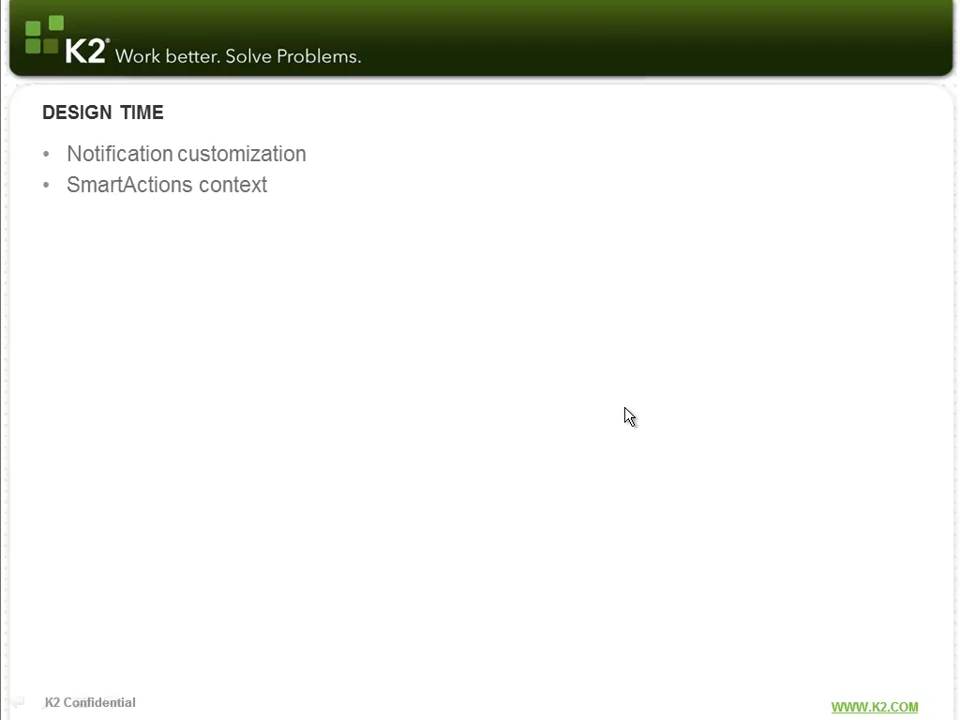 K2® Work better. Solve Problems.
DESIGN TIME
• Notification customization
• SmartActions context
K2 Confidential
WWW.K2.COM